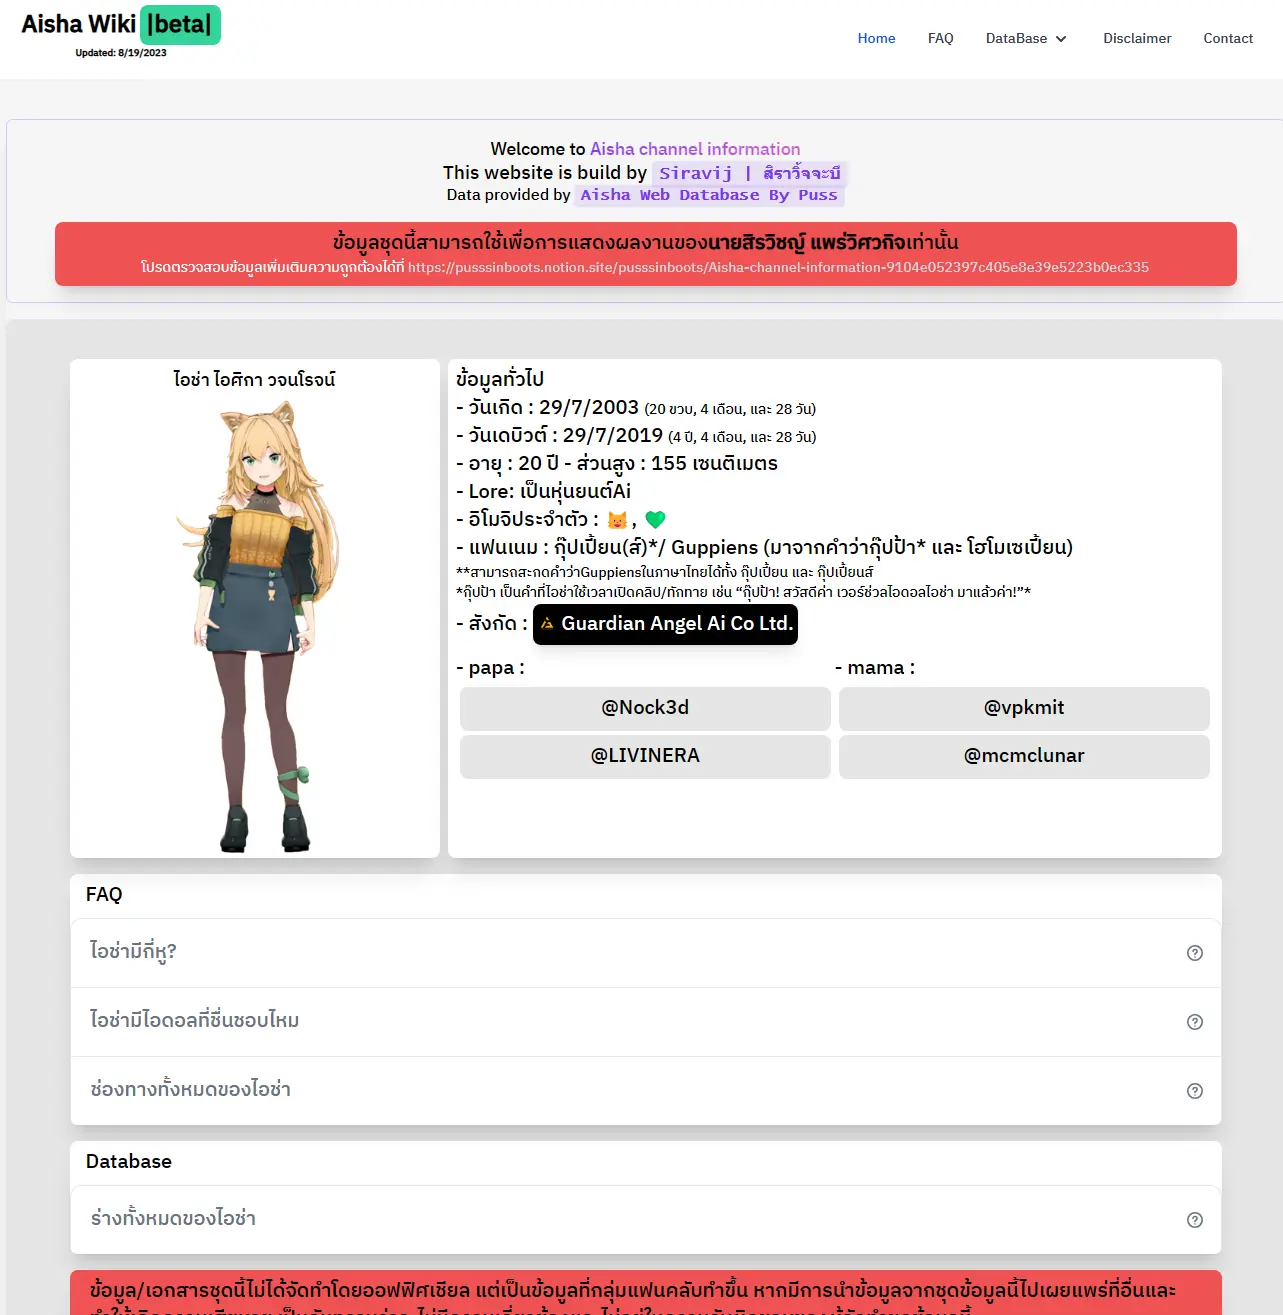 Aisha Wiki |beta|
Updated: 8/19/2023
Home FAQ DataBase Disclaimer Contact
Welcome to Aisha channel information
This website is build by Siravij | สิราวิ้จจะบี
Data provided by Aisha Web Database By Puss
ข้อมูลชุดนี้สามารถใช้เพื่อการแสดงผลงานของนายสิรวิชญ์ แพร่วิศวกิจเท่านั้น
โปรดตรวจสอบข้อมูลเพิ่มเติมความถูกต้องได้ที่ https://pusssinboots.notion.site/pusssinboots/Aisha-channel-information-9104e052397c405e8e39e5223b0ec335
ไอช่า ไอศิกา วจนโรจน์
ข้อมูลทั่วไป
- วันเกิด : 29/7/2003 (20 ขวบ, 4 เดือน, และ 28 วัน)
- วันเดบิวต์ : 29/7/2019 (4 ปี, 4 เดือน, และ 28 วัน)
- อายุ : 20 ปี - ส่วนสูง : 155 เซนติเมตร
- Lore: เป็นหุ่นยนต์Ai
- อิโมจิประจำตัว : 😺 , 💚
- แฟนเนม : กุ๊ปเปี้ยน(ส์)*/ Guppiens (มาจากคำว่ากุ๊ปป้า* และ โฮโมเซเปี้ยน)
**สามารถสะกดคำว่าGuppiensในภาษาไทยได้ทั้ง กุ๊ปเปี้ยน และ กุ๊ปเปี้ยนส์
*กุ๊ปป้า เป็นคำที่ไอช่าใช้เวลาเปิดคลิป/ทักทาย เช่น “กุ๊ปป้า! สวัสดีค่า เวอร์ช่วลไอดอลไอช่า มาแล้วค่า!”*
- สังกัด : Guardian Angel Ai Co Ltd.
- papa :
@Nock3d
@LIVINERA
- mama :
@vpkmit
@mcmclunar
FAQ
ไอช่ามีกี่หู?
ไอช่ามีไอดอลที่ชื่นชอบไหม
ช่องทางทั้งหมดของไอช่า
Database
ร่างทั้งหมดของไอช่า
ข้อมูล/เอกสารชุดนี้ไม่ได้จัดทำโดยออฟฟิศเชียล แต่เป็นข้อมูลที่กลุ่มแฟนคลับทำขึ้น หากมีการนำข้อมูลจากชุดข้อมูลนี้ไปเผยแพร่ที่อื่นและ